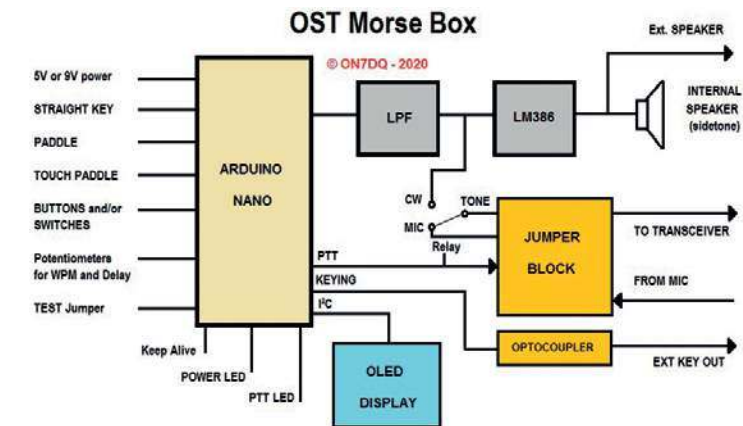 OST Morse Box
© ON7DQ - 2020
5V or 9V power
STRAIGHT KEY
PADDLE
TOUCH PADDLE
BUTTONS and/or
SWITCHES
Potentiometers
for WPM and Delay
TEST Jumper
ARDUINO
NANO
Keep Alive
POWER LED
PTT LED
LPF
LM386
Ext. SPEAKER
INTERNAL
SPEAKER
(sidetone)
CW
TONE
MIC
Relay
PTT
KEYING
I²C
JUMPER
BLOCK
TO TRANSCEIVER
FROM MIC
OPTOCOUPLER
EXT KEY OUT
OLED
DISPLAY